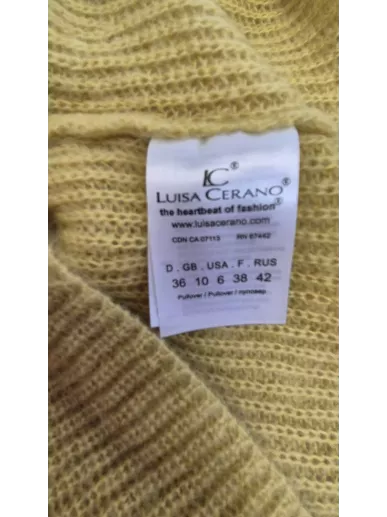 LC®
LUISA CERANO®
the heartbeat of fashion®
www.luisacerano.com
CDN CA 07113 RN 67442
D . GB . USA . F . RUS
36 10 6 38 42
Pullover / Pullover / пуловер